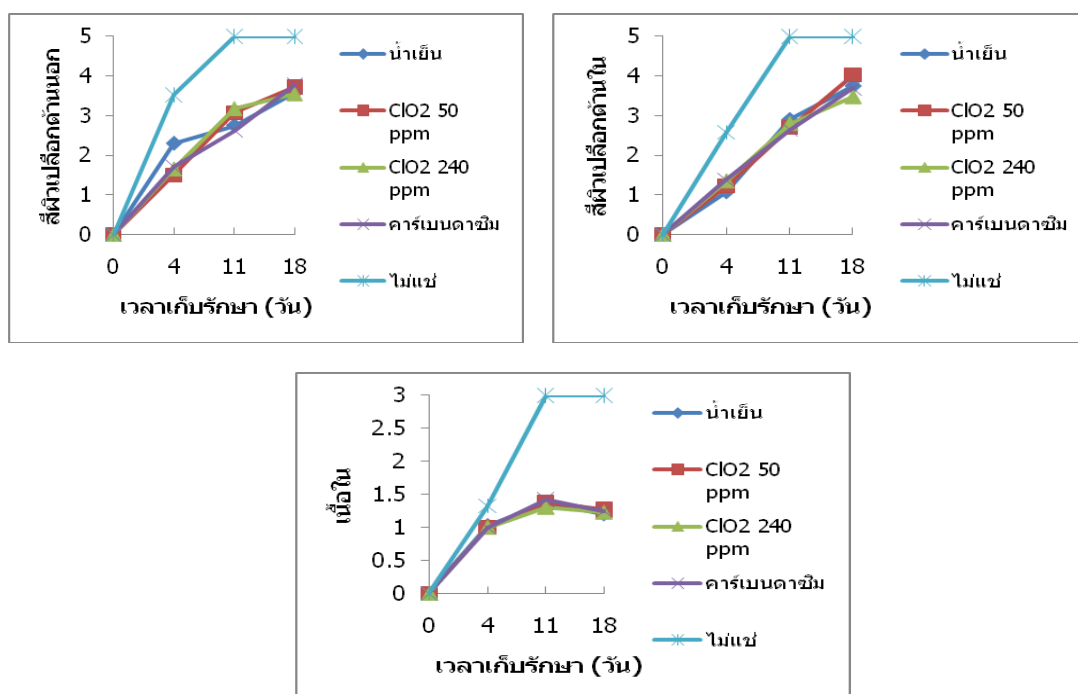 สีผิวเปลือกด้านนอก
5
4
3
2
1
0
0 4 11 18
เวลาเก็บรักษา (วัน)
น้ำเย็น
ClO2 50
ppm
ClO2 240
ppm
คาร์เบนดาซิม
ไม่แช่
สีผิวเปลือกด้านใน
5
4
3
2
1
0
0 4 11 18
เวลาเก็บรักษา (วัน)
น้ำเย็น
ClO2 50
ppm
ClO2 240
ppm
คาร์เบนดาซิม
ไม่แช่
เนื้อใน
3
2.5
2
1.5
1
0.5
0
0 4 11 18
เวลาเก็บรักษา (วัน)
น้ำเย็น
ClO2 50
ppm
ClO2 240
ppm
คาร์เบนดาซิม
ไม่แช่